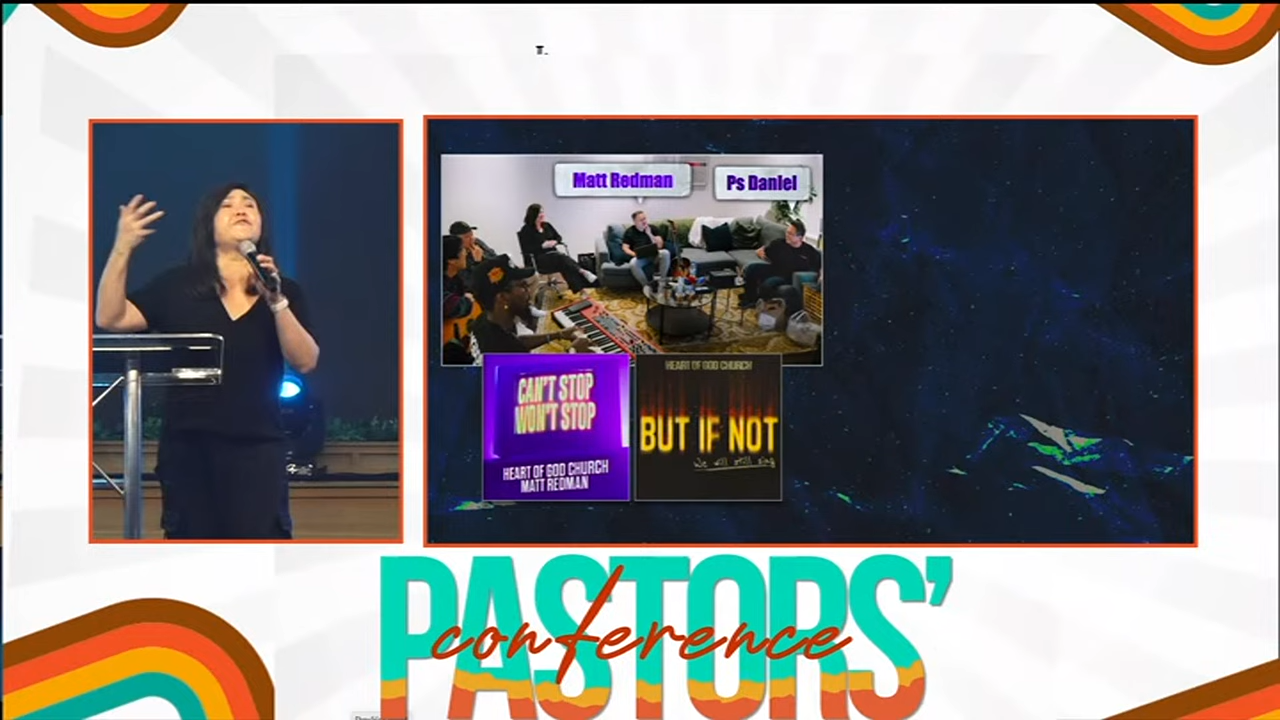 Matt Redman
Ps Daniel
CAN'T STOP
WON'T STOP
HEART OF GOD CHURCH
MATT REDMAN
HEART OF GOD CHURCH
BUT IF NOT
We will still sing
PASTORS'
conference